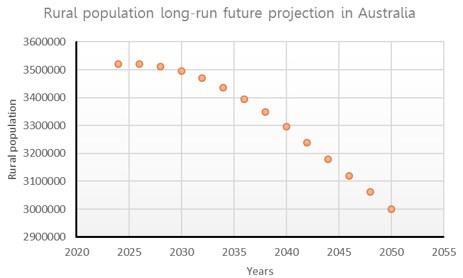 Rural population long-run future projection in Australia
3600000
3500000
3400000
3300000
3200000
3100000
3000000
2900000
Rural population
2020 2025 2030 2035 2040 2045 2050 2055
Years